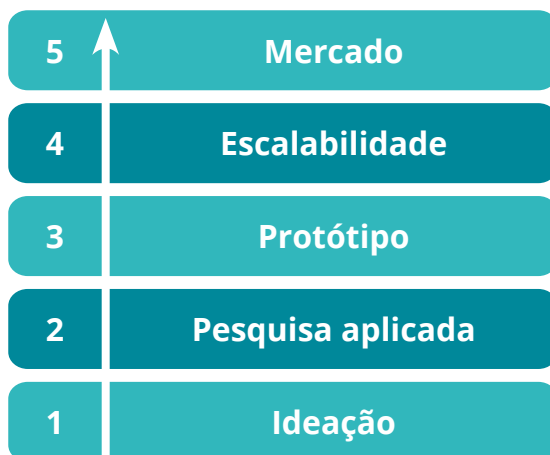 5 Mercado
4 Escalabilidade
3 Protótipo
2 Pesquisa aplicada
1 Ideação